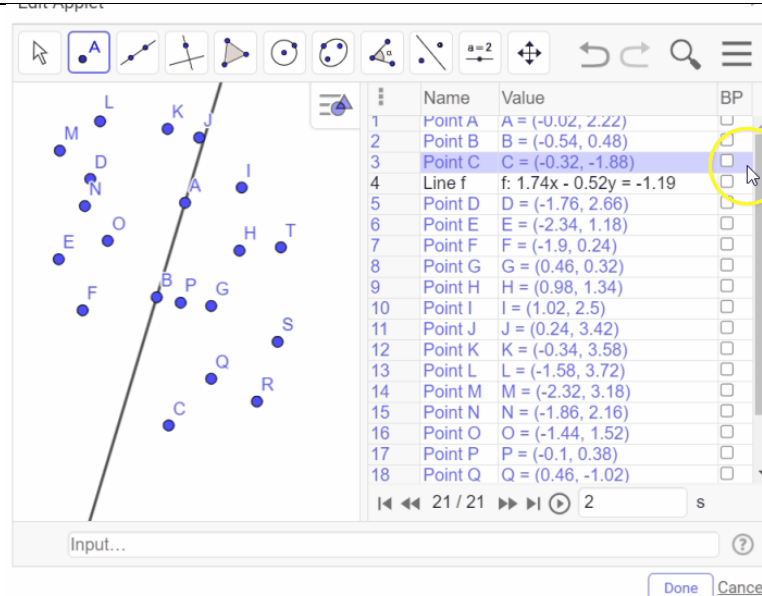 Edit Applet
A
a=2
Name Value BP
1 Point A A = (-0.02, 2.22)
2 Point B B = (-0.54, 0.48)
3 Point C C = (-0.32, -1.88)
4 Line f f: 1.74x - 0.52y = -1.19
5 Point D D = (-1.76, 2.66)
6 Point E E = (-2.34, 1.18)
7 Point F F = (-1.9, 0.24)
8 Point G G = (0.46, 0.32)
9 Point H H = (0.98, 1.34)
10 Point I I = (1.02, 2.5)
11 Point J J = (0.24, 3.42)
12 Point K K = (-0.34, 3.58)
13 Point L L = (-1.58, 3.72)
14 Point M M = (-2.32, 3.18)
15 Point N N = (-1.86, 2.16)
16 Point O O = (-1.44, 1.52)
17 Point P P = (-0.1, 0.38)
18 Point Q Q = (0.46, -1.02)
L
K
J
M
D
I
N
A
O
H
T
E
B
P
G
F
S
Q
R
C
21 / 21 2 s
Input…
?
Done Cance